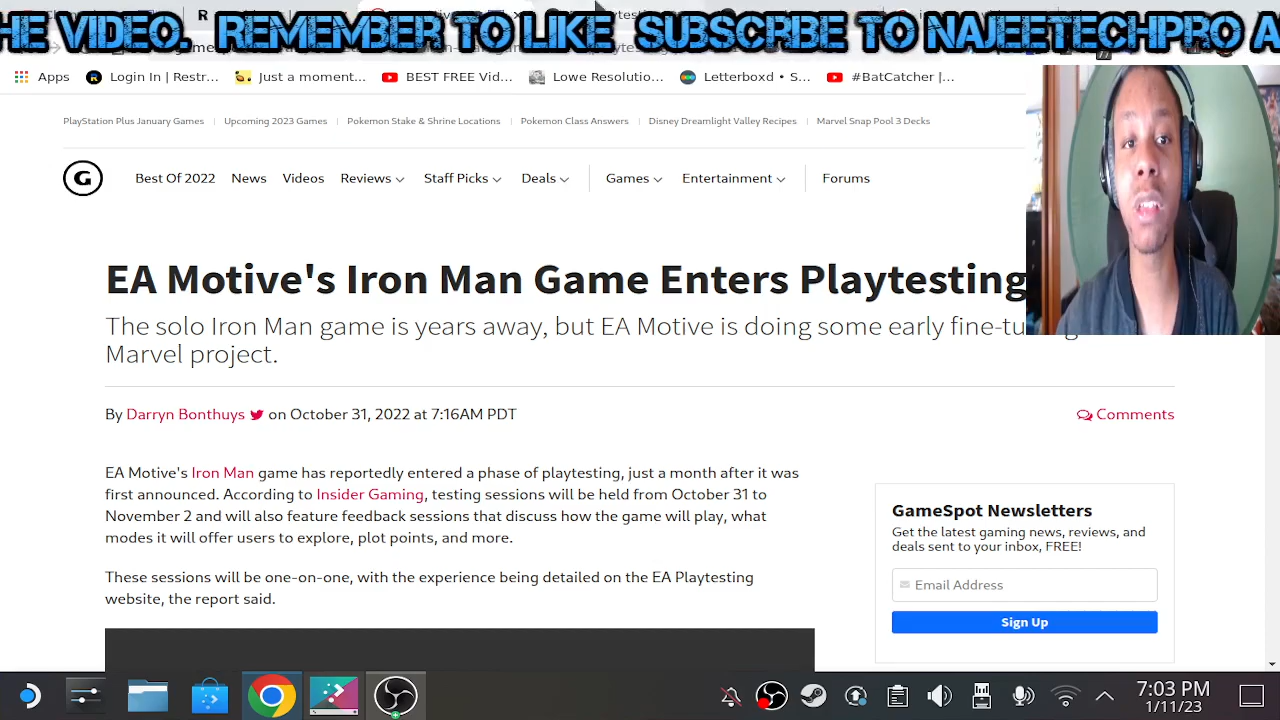 HE VIDEO. REMEMBER TO LIKE SUBSCRBE TO NAJEETECHPRO A
Apps Login In | Restr... Just a moment... BEST FREE Vid... Lowe Resolutio... Letterboxd • S... #BatCatcher |...
PlayStation Plus January Games Upcoming 2023 Games Pokemon Stake & Shrine Locations Pokemon Class Answers Disney Dreamlight Valley Recipes Marvel Snap Pool 3 Decks
G Best Of 2022 News Videos Reviews Staff Picks Deals Games Entertainment Forums
EA Motive's Iron Man Game Enters Playtesting
The solo Iron Man game is years away, but EA Motive is doing some early
Marvel project.
By Darryn Bonthuys on October 31, 2022 at 7:16AM PDT
Comments
EA Motive's Iron Man game has reportedly entered a phase of playtesting, just a month after it was
first announced. According to Insider Gaming, testing sessions will be held from October 31 to
November 2 and will also feature feedback sessions that discuss how the game will play, what
modes it will offer users to explore, plot points, and more.
These sessions will be one-on-one, with the experience being detailed on the EA Playtesting
website, the report said.
GameSpot Newsletters
Get the latest gaming news, reviews, and
deals sent to your inbox, FREE!
Email Address
Sign Up
7:03 PM
1/11/23